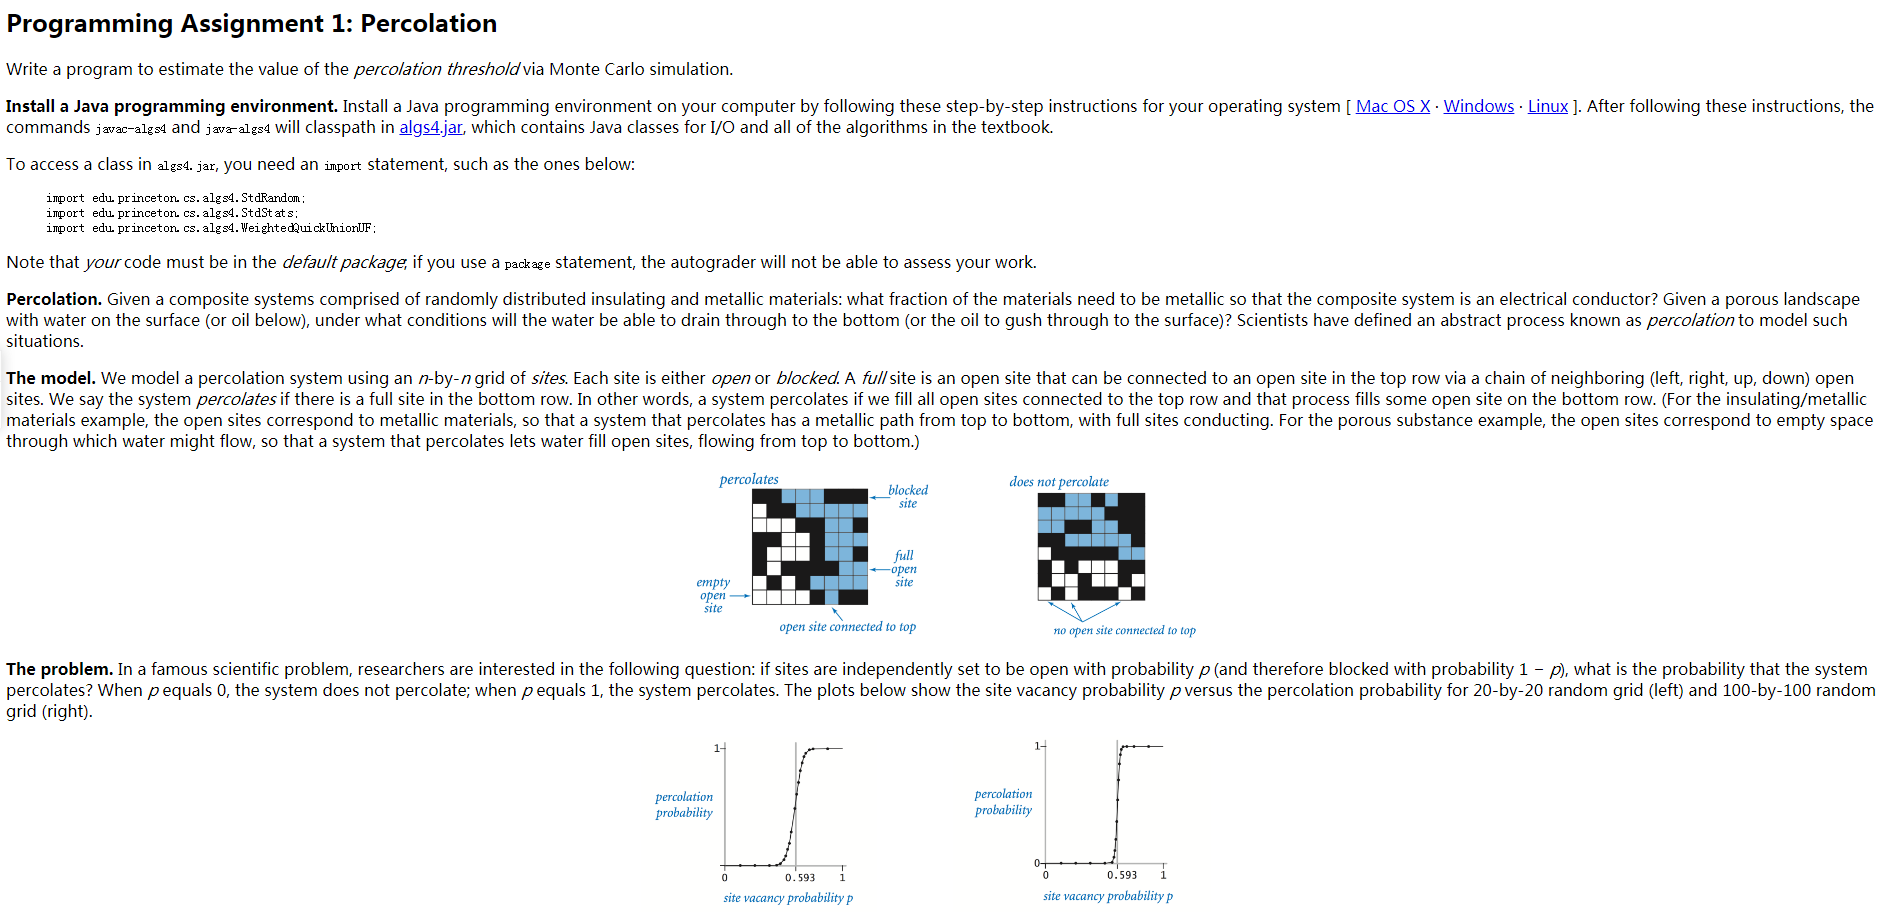 Programming Assignment 1: Percolation
Write a program to estimate the value of the percolation threshold via Monte Carlo simulation.
Install a Java programming environment. Install a Java programming environment on your computer by following these step-by-step instructions for your operating system [ Mac OS X · Windows · Linux ]. After following these instructions, the
commands javac-algs4 and java-algs4 will classpath in algs4.jar, which contains Java classes for I/O and all of the algorithms in the textbook.
To access a class in algs4.jar, you need an import statement, such as the ones below:
import edu.princeton.cs.algs4.StdRandom;
import edu.princeton.cs.algs4.StdStats;
import edu.princeton.cs.algs4.WeightedQuickUnionUF;
Note that your code must be in the default package; if you use a package statement, the autograder will not be able to assess your work.
Percolation. Given a composite systems comprised of randomly distributed insulating and metallic materials: what fraction of the materials need to be metallic so that the composite system is an electrical conductor? Given a porous landscape
with water on the surface (or oil below), under what conditions will the water be able to drain through to the bottom (or the oil to gush through to the surface)? Scientists have defined an abstract process known as percolation to model such
situations.
The model. We model a percolation system using an n-by-n grid of sites. Each site is either open or blocked. A full site is an open site that can be connected to an open site in the top row via a chain of neighboring (left, right, up, down) open
sites. We say the system percolates if there is a full site in the bottom row. In other words, a system percolates if we fill all open sites connected to the top row and that process fills some open site on the bottom row. (For the insulating/metallic
materials example, the open sites correspond to metallic materials, so that a system that percolates has a metallic path from top to bottom, with full sites conducting. For the porous substance example, the open sites correspond to empty space
through which water might flow, so that a system that percolates lets water fill open sites, flowing from top to bottom.)
percolates
blocked
site
full
open
site
empty
open
site
open site connected to top
does not percolate
no open site connected to top
The problem. In a famous scientific problem, researchers are interested in the following question: if sites are independently set to be open with probability p (and therefore blocked with probability 1 − p), what is the probability that the system
percolates? When p equals 0, the system does not percolate; when p equals 1, the system percolates. The plots below show the site vacancy probability p versus the percolation probability for 20-by-20 random grid (left) and 100-by-100 random
grid (right).
1
percolation
probability
0 0.593 1
site vacancy probability p
1
percolation
probability
0
0 0.593 1
site vacancy probability p